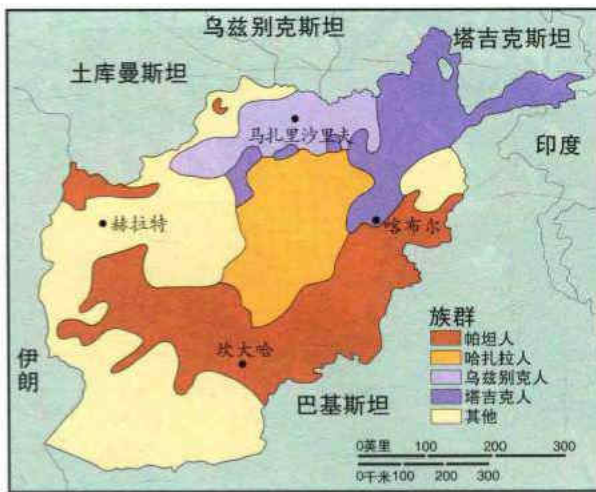 乌兹别克斯坦
塔吉克斯坦
土库曼斯坦
马扎里沙里夫
印度
赫拉特
喀布尔
坎大哈
伊朗
巴基斯坦
族群
帕坦人
哈扎拉人
乌兹别克人
塔吉克人
其他
0英里 100 200 300
0千米 100 200 300